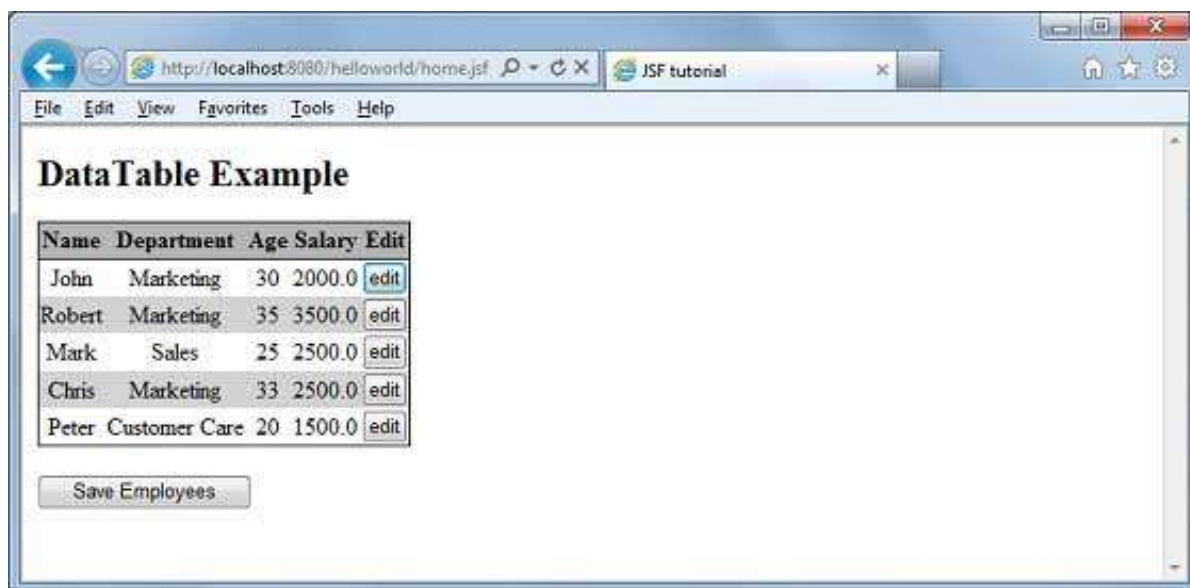 http://localhost:8080/helloworld/home.jsf JSF tutorial
File Edit View Favorites Tools Help
DataTable Example
Name Department Age Salary Edit
John Marketing 30 2000.0 edit
Robert Marketing 35 3500.0 edit
Mark Sales 25 2500.0 edit
Chris Marketing 33 2500.0 edit
Peter Customer Care 20 1500.0 edit
Save Employees